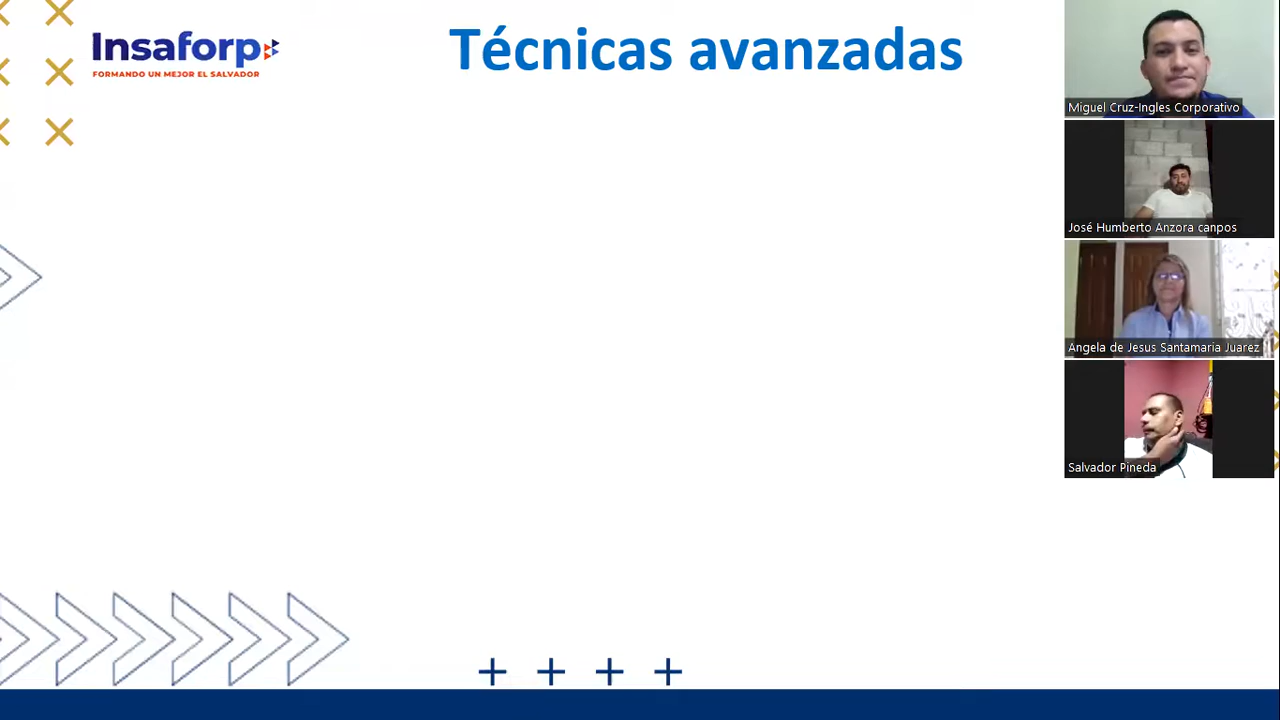 Insaforp
FORMANDO UN MEJOR EL SALVADOR
Técnicas avanzadas
Miguel Cruz-Ingles Corporativo
José Humberto Anzora canpos
Angela de Jesus Santamaria Juarez
Salvador Pineda